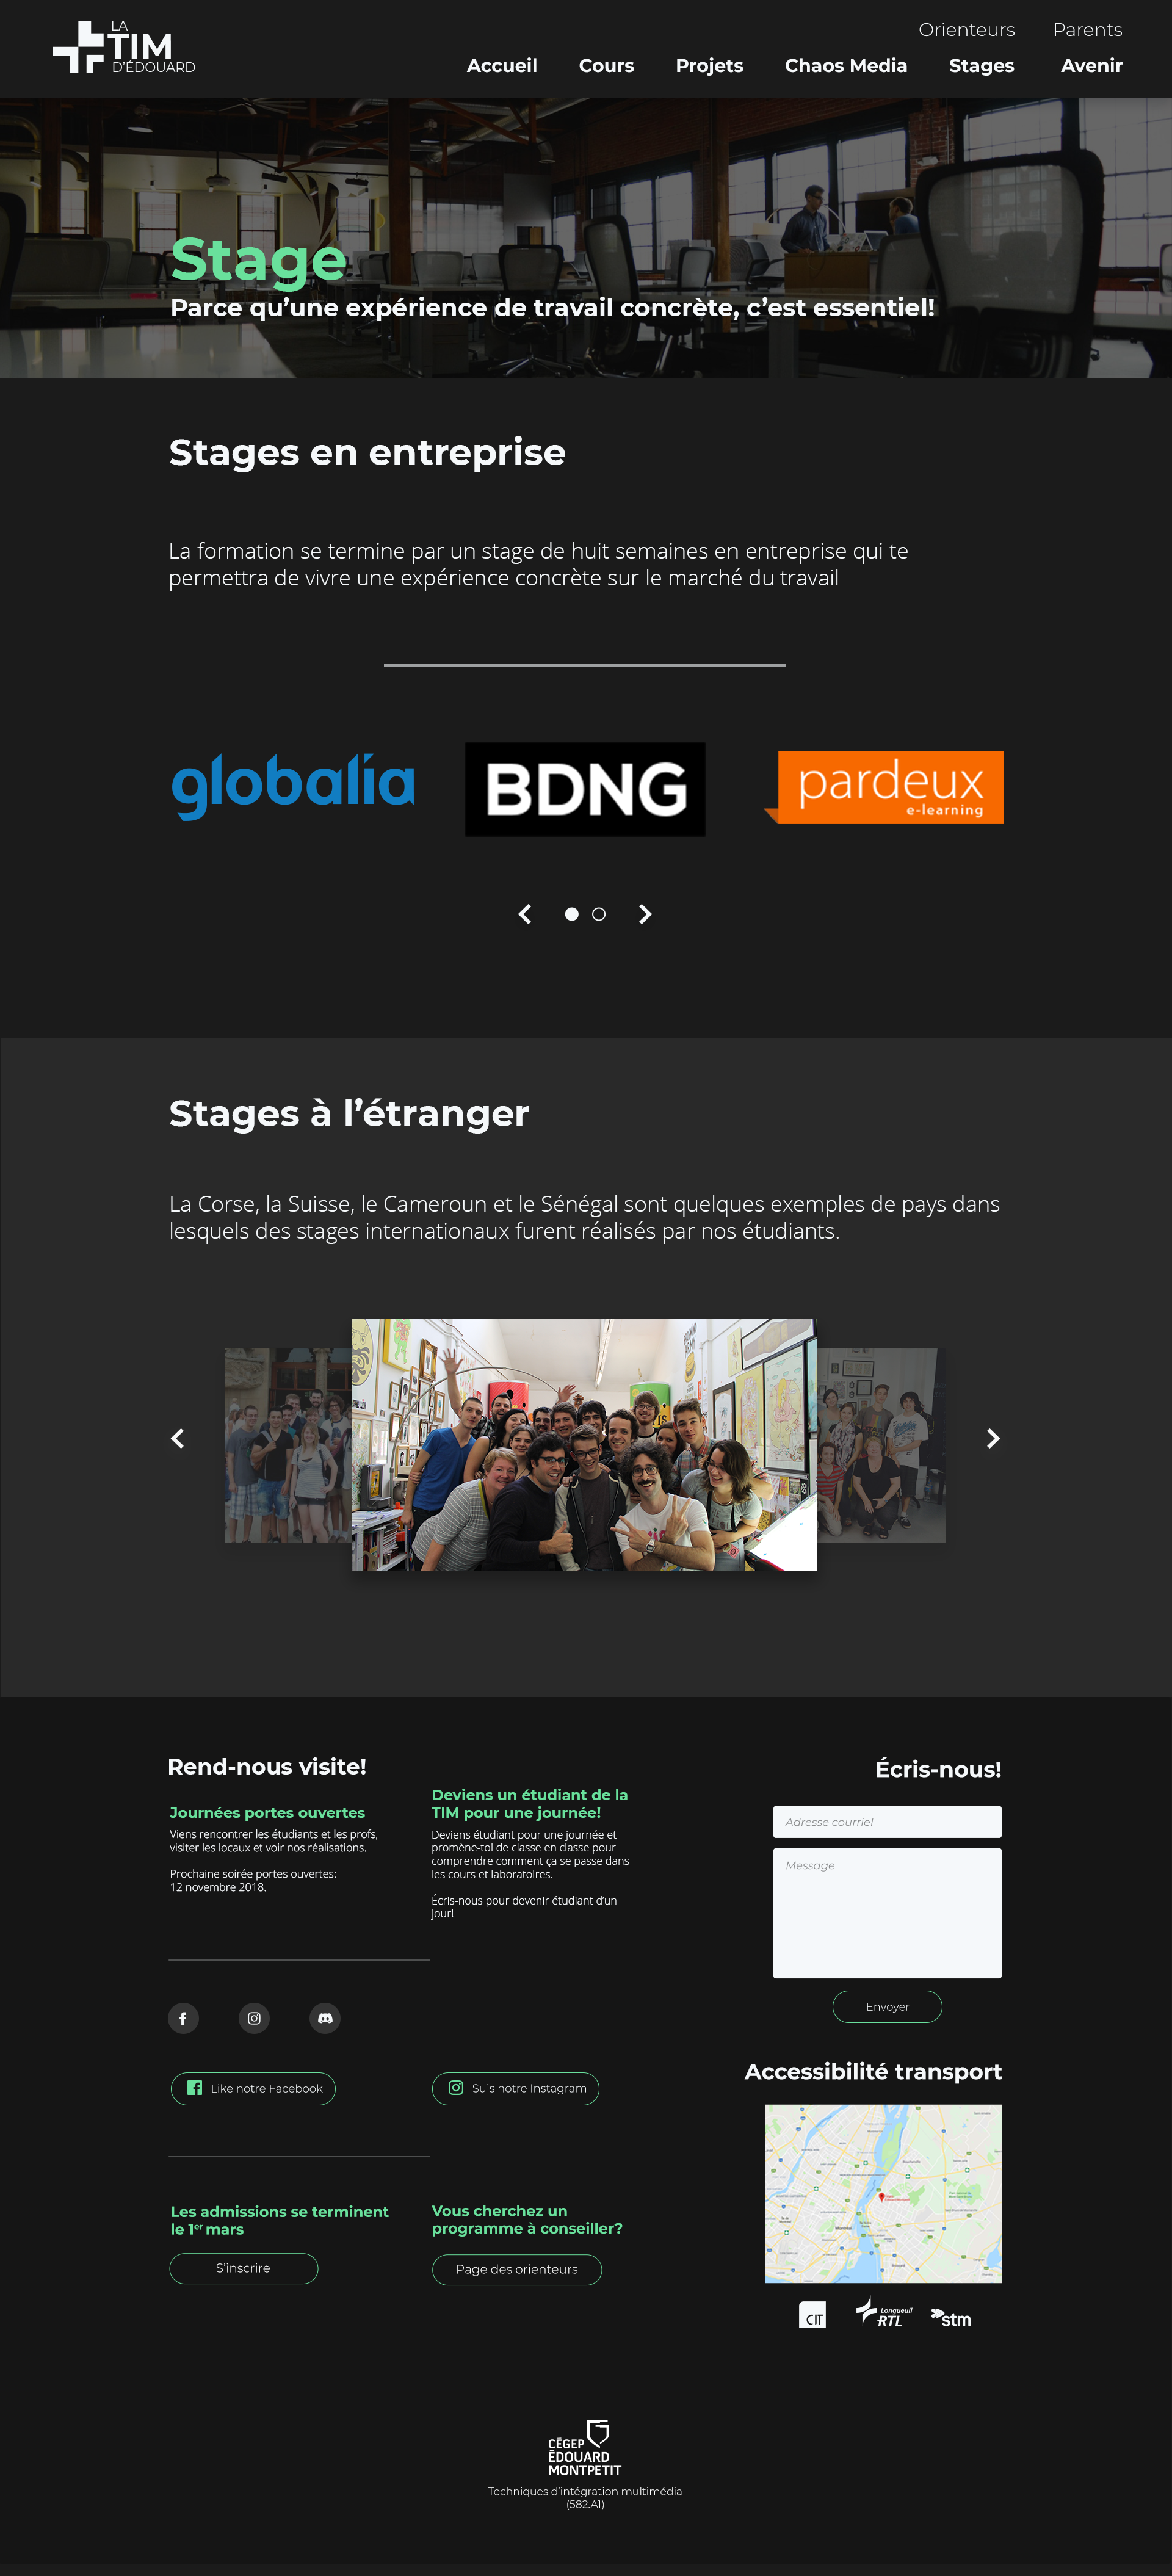 LA
TIM
D'ÉDOUARD
Orienteurs Parents
Accueil Cours Projets Chaos Media Stages Avenir
Stage
Parce qu’une expérience de travail concrète, c’est essentiel!
Stages en entreprise
La formation se termine par un stage de huit semaines en entreprise qui te
permettra de vivre une expérience concrète sur le marché du travail
globalia
BDNG
pardeux
e-learning
Stages à l’étranger
La Corse, la Suisse, le Cameroun et le Sénégal sont quelques exemples de pays dans
lesquels des stages internationaux furent réalisés par nos étudiants.
Rend-nous visite!
Journées portes ouvertes
Viens rencontrer les étudiants et les profs,
visiter les locaux et voir nos réalisations.
Prochaine soirée portes ouvertes:
12 novembre 2018.
Deviens un étudiant de la
TIM pour une journée!
Deviens étudiant pour une journée et
promène-toi de classe en classe pour
comprendre comment ça se passe dans
les cours et laboratoires.
Écris-nous pour devenir étudiant d’un
jour!
Écris-nous!
Adresse courriel
Message
Envoyer
Like notre Facebook
Suis notre Instagram
Accessibilité transport
Montréal
CIT
Longueuil
RTL
stm
Les admissions se terminent
le 1er mars
S’inscrire
Vous cherchez un
programme à conseiller?
Page des orienteurs
CÉGEP
ÉDOUARD
MONTPETIT
Techniques d’intégration multimédia
(582.A1)